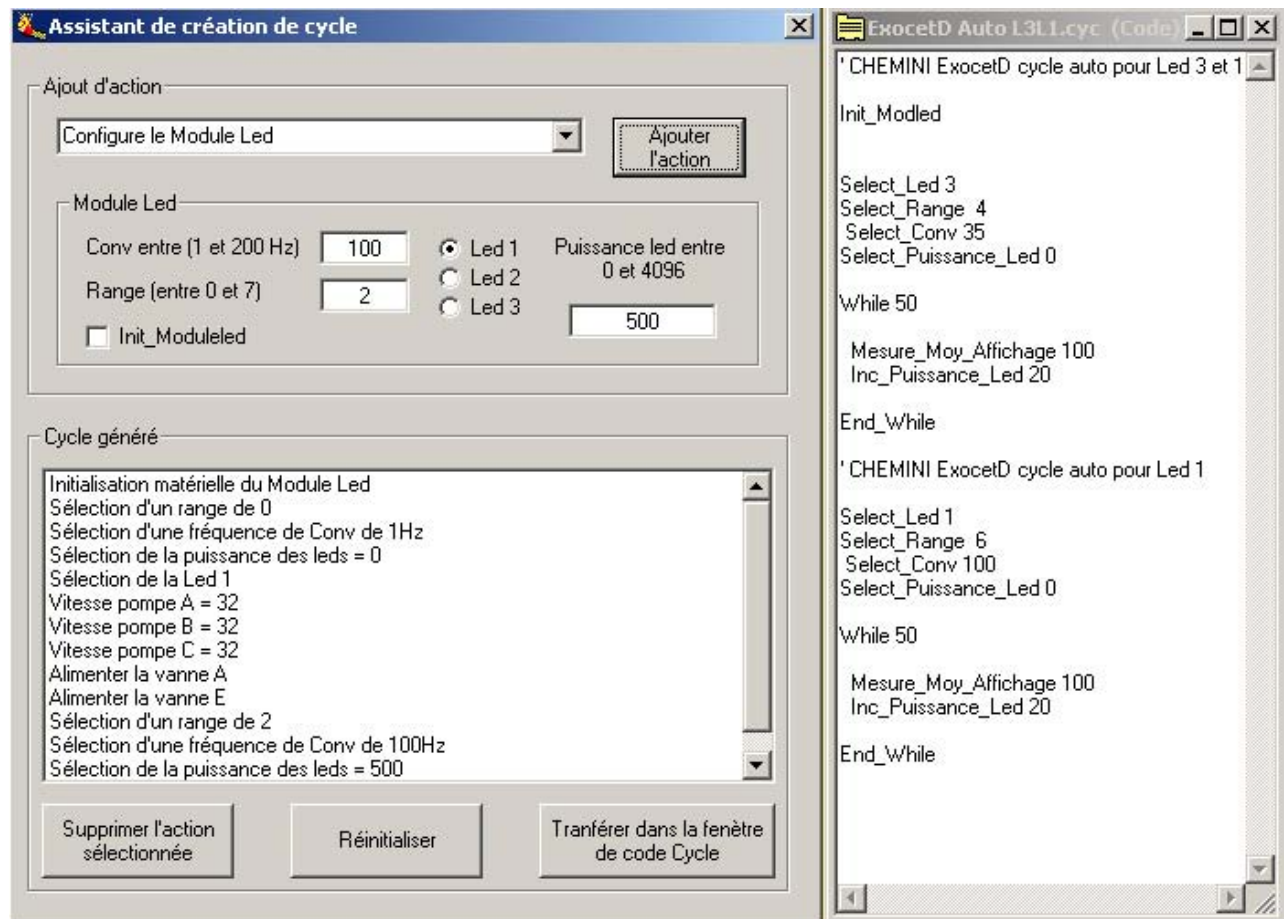 Assistant de création de cycle
Ajout d'action
Configure le Module Led
Ajouter
l'action
Module Led
Conv entre (1 et 200 Hz)
100
Range (entre 0 et 7)
2
Init_Moduleled
Led 1
Led 2
Led 3
Puissance led entre
0 et 4096
500
Cycle généré
Initialisation matérielle du Module Led
Sélection d'un range de 0
Sélection d'une fréquence de Conv de 1Hz
Sélection de la puissance des leds = 0
Sélection de la Led 1
Vitesse pompe A = 32
Vitesse pompe B = 32
Vitesse pompe C = 32
Alimenter la vanne A
Alimenter la vanne E
Sélection d'un range de 2
Sélection d'une fréquence de Conv de 100Hz
Sélection de la puissance des leds = 500
Supprimer l'action
sélectionnée
Réinitialiser
Tranférer dans la fenètre
de code Cycle
ExocetD Auto L3L1.cyc (Code)
' CHEMINI ExocetD cycle auto pour Led 3 et 1
Init_Modled
Select_Led 3
Select_Range 4
Select_Conv 35
Select_Puissance_Led 0
While 50
Mesure_Moy_Affichage 100
Inc_Puissance_Led 20
End_While
' CHEMINI ExocetD cycle auto pour Led 1
Select_Led 1
Select_Range 6
Select_Conv 100
Select_Puissance_Led 0
While 50
Mesure_Moy_Affichage 100
Inc_Puissance_Led 20
End_While